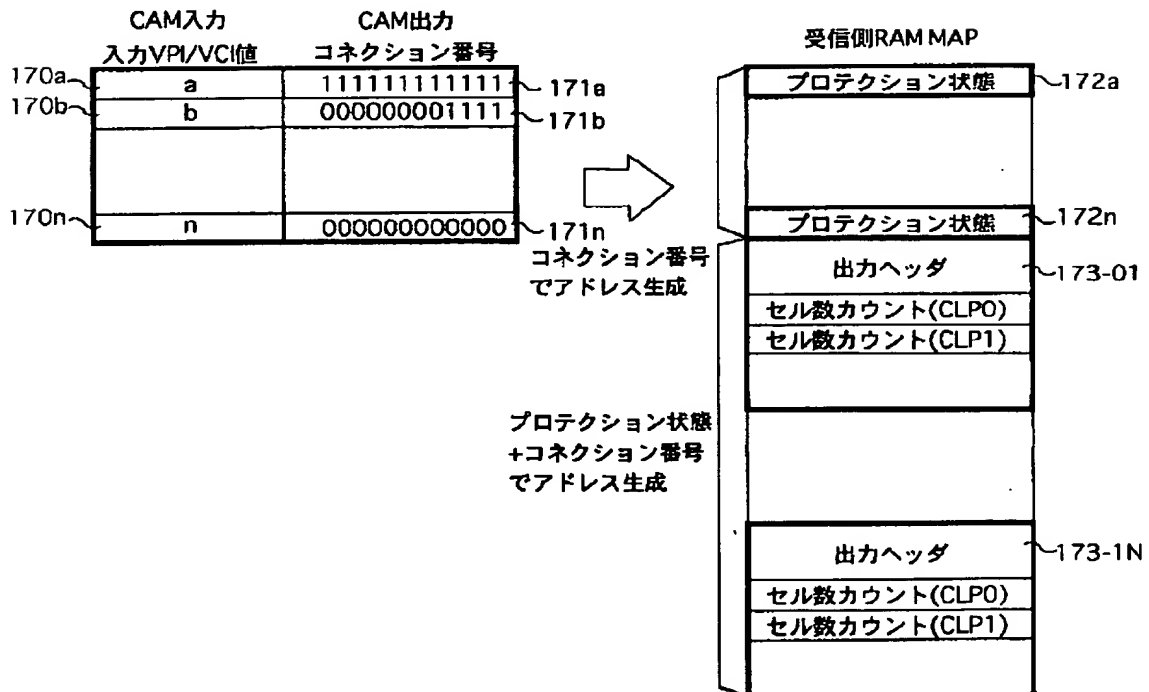 CAM入力 CAM出力
入力VPI/VCI値 コネクション番号
170a a 111111111111 171a
170b b 000000001111 171b
170n n 000000000000 171n
コネクション番号
でアドレス生成
受信側RAM MAP
プロテクション状態 172a
プロテクション状態 172n
出力ヘッダ 173-01
セル数カウント(CLP0)
セル数カウント(CLP1)
プロテクション状態
+コネクション番号
でアドレス生成
出力ヘッダ 173-1N
セル数カウント(CLP0)
セル数カウント(CLP1)